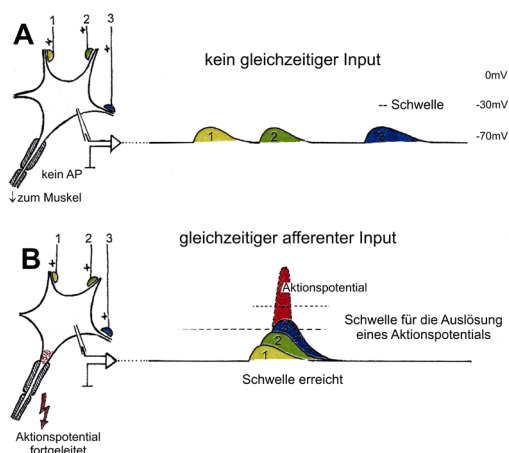 A
1 2 3
+ + +
kein gleichzeitiger Input
0mV
-- Schwelle
-30mV
1 2 3
-70mV
kein AP
↓zum Muskel
gleichzeitiger afferenter Input
B
1 2 3
+ + +
Aktionspotential
Schwelle für die Auslösung
eines Aktionspotentials
3
2
1
Schwelle erreicht
Aktionspotential
fortgeleitet